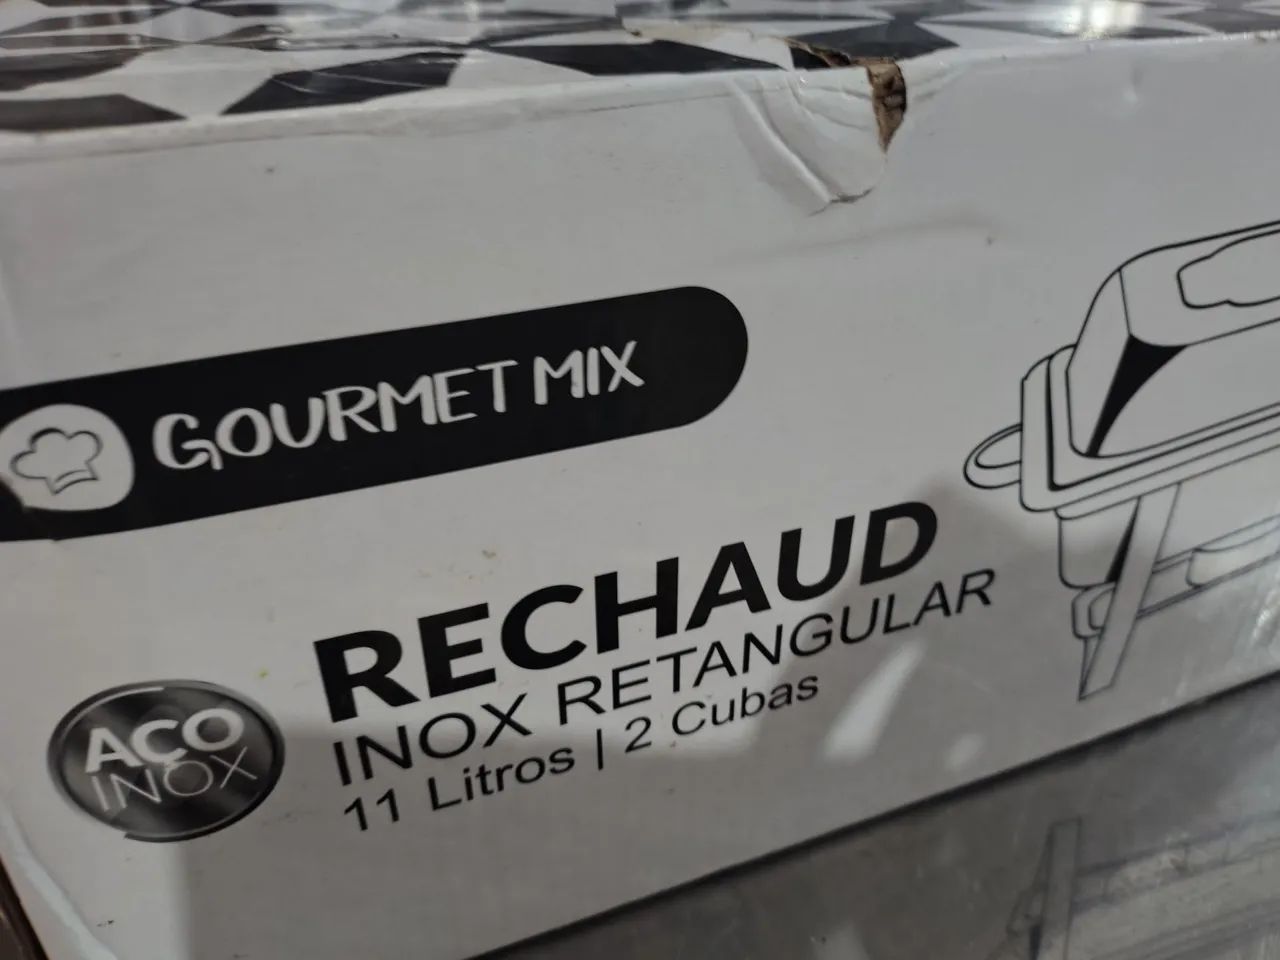 GOURMET MIX
RECHAUD
INOX RETANGULAR
11 Litros | 2 Cubas
AÇO
INOX